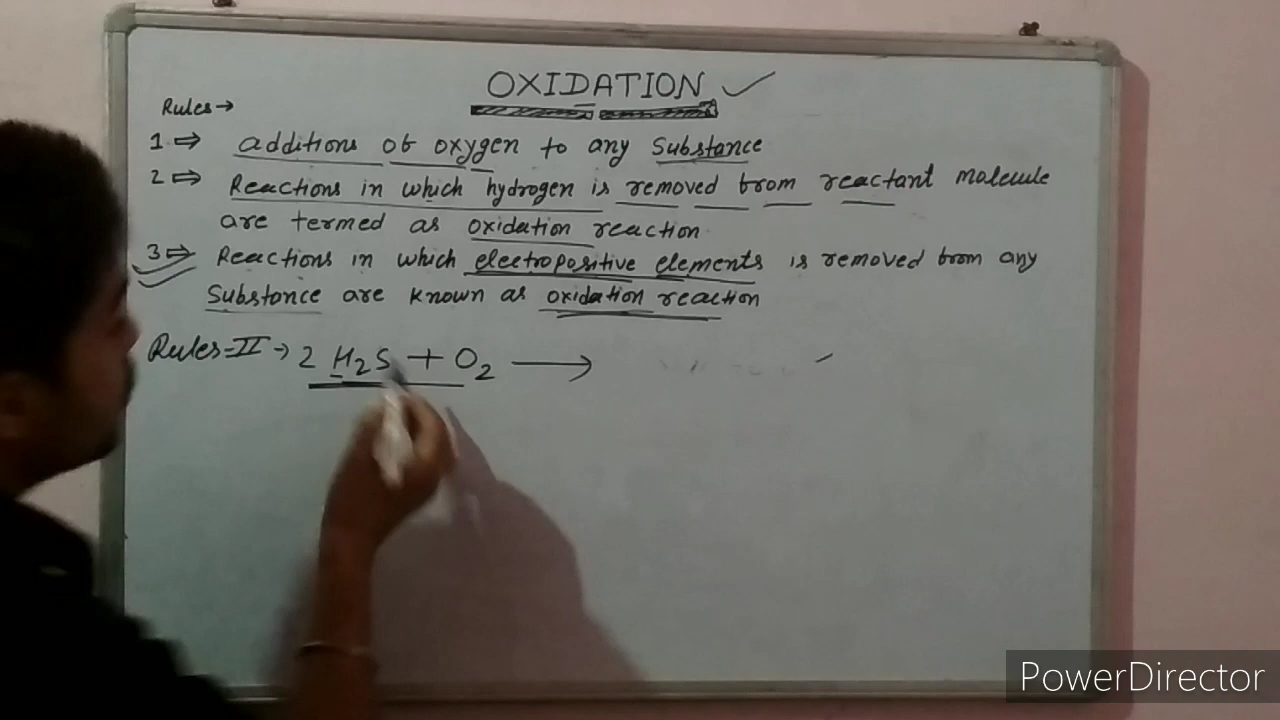 OXIDATION ✓
Rules →
1 ⇒ additions of oxygen to any Substance
2 ⇒ Reactions in which hydrogen is removed from reactant molecule
are termed as oxidation reaction.
3 ⇒ Reactions in which electropositive elements is removed from any
Substance are known as oxidation reaction
Rules-II → 2 H₂S + O₂ ⟶
PowerDirector